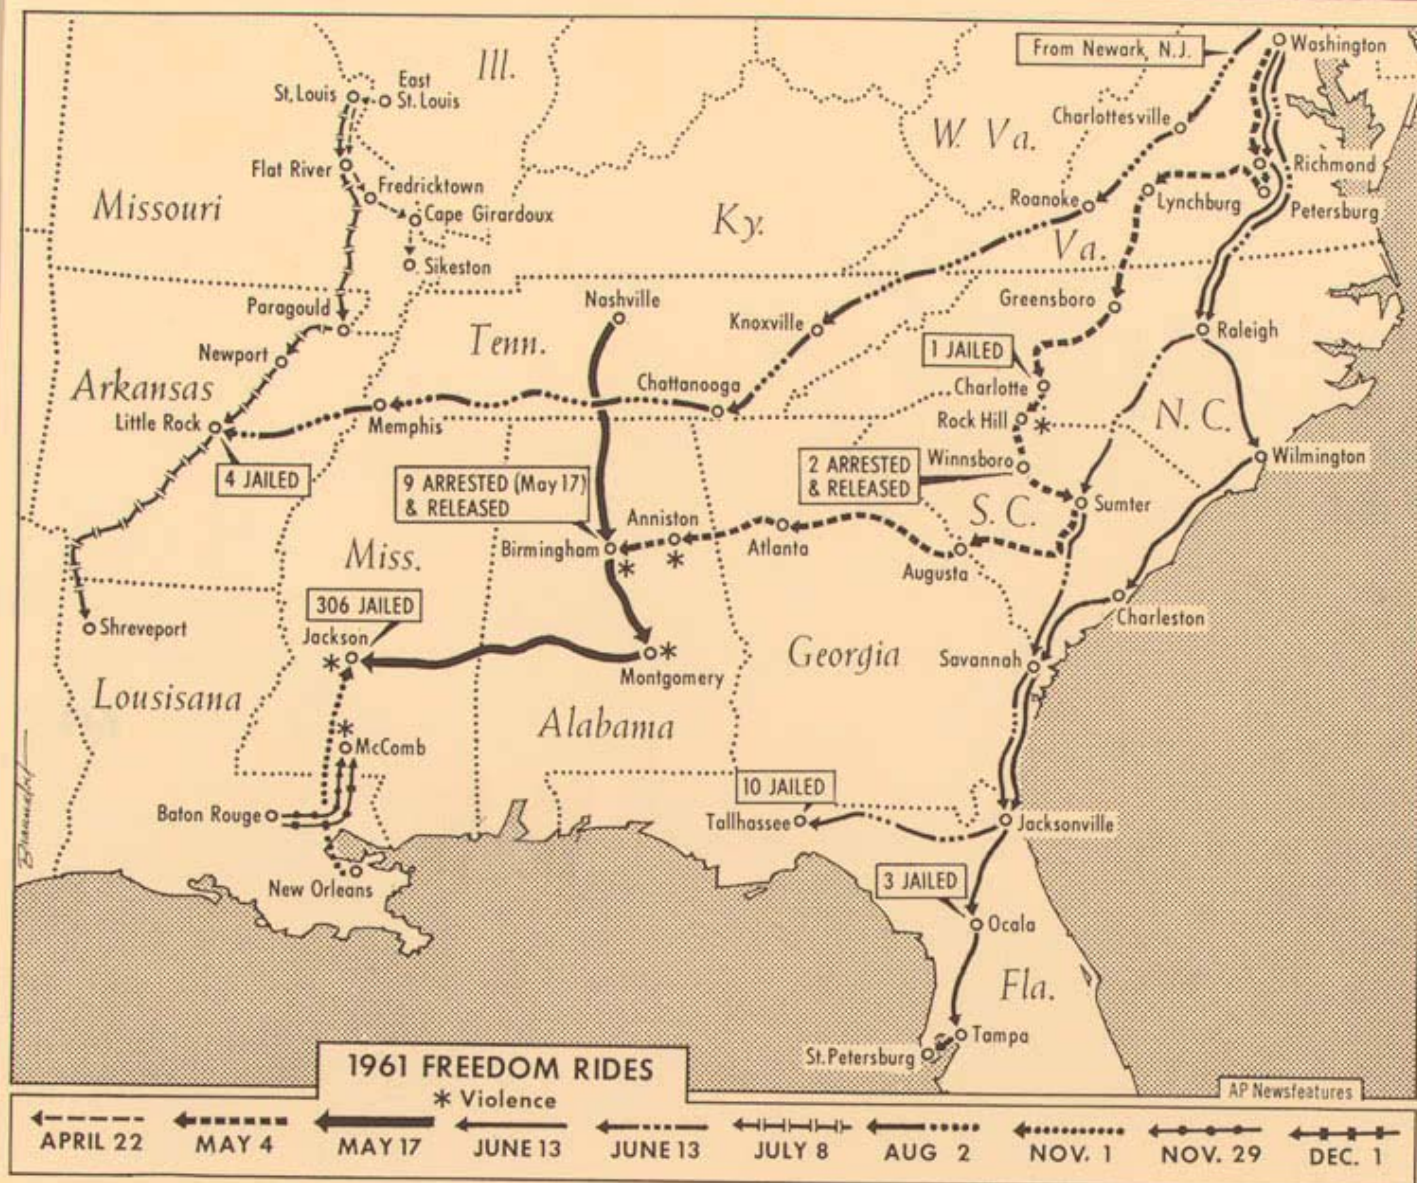 From Newark, N.J.
Washington
Ill.
East
St. Louis
St. Louis
Charlottesville
W. Va.
Flat River
Richmond
Fredricktown
Lynchburg
Roanoke
Petersburg
Missouri
Cape Girardoux
Ky.
Va.
Sikeston
Nashville
Greensboro
Paragould
Knoxville
Raleigh
Tenn.
Newport
1 JAILED
Arkansas
Chattanooga
Charlotte
N.C.
Little Rock
Memphis
Rock Hill
*
Wilmington
4 JAILED
9 ARRESTED (May 17)
& RELEASED
2 ARRESTED
& RELEASED
Winnsboro
Sumter
S.C.
Anniston
*
Birmingham
*
Atlanta
Augusta
Miss.
306 JAILED
Charleston
Shreveport
Jackson
*
*
Montgomery
Georgia
Savannah
Lousisana
Alabama
*
McComb
10 JAILED
Baton Rouge
Tallhassee
Jacksonville
New Orleans
3 JAILED
Ocala
Fla.
Tampa
St. Petersburg
1961 FREEDOM RIDES
* Violence
AP Newsfeatures
APRIL 22
MAY 4
MAY 17
JUNE 13
JUNE 13
JULY 8
AUG 2
NOV. 1
NOV. 29
DEC. 1